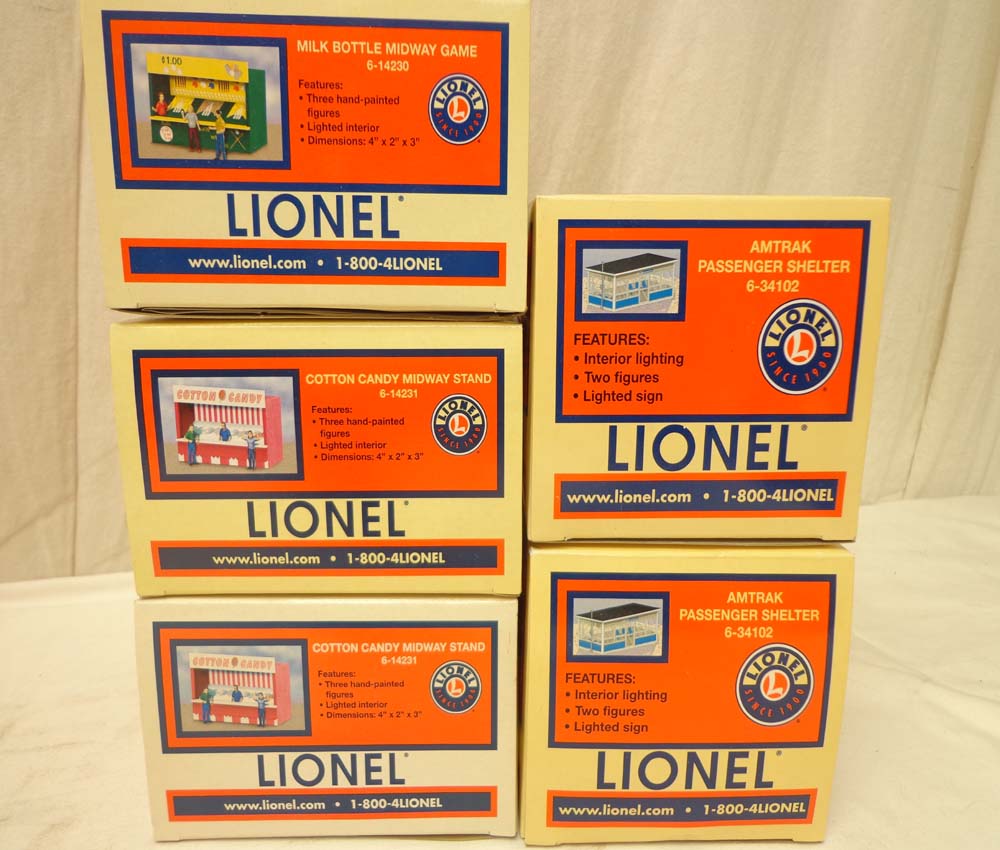 MILK BOTTLE MIDWAY GAME
6-14230
$1.00
Features:
• Three hand-painted
figures
• Lighted interior
• Dimensions: 4" x 2" x 3"
LIONEL
L
SINCE 1900
LIONEL®
www.lionel.com • 1-800-4LIONEL
COTTON CANDY MIDWAY STAND
6-14231
COTTON CANDY
Features:
• Three hand-painted
figures
• Lighted interior
• Dimensions: 4" x 2" x 3"
LIONEL
L
SINCE 1900
LIONEL®
www.lionel.com • 1-800-4LIONEL
COTTON CANDY MIDWAY STAND
6-14231
COTTON CANDY
Features:
• Three hand-painted
figures
• Lighted interior
• Dimensions: 4" x 2" x 3"
LIONEL
L
SINCE 1900
LIONEL®
www.lionel.com • 1-800-4LIONEL
AMTRAK
PASSENGER SHELTER
6-34102
FEATURES:
• Interior lighting
• Two figures
• Lighted sign
LIONEL
L
SINCE 1900
LIONEL®
www.lionel.com • 1-800-4LIONEL
AMTRAK
PASSENGER SHELTER
6-34102
FEATURES:
• Interior lighting
• Two figures
• Lighted sign
LIONEL
L
SINCE 1900
LIONEL®
www.lionel.com • 1-800-4LIONEL